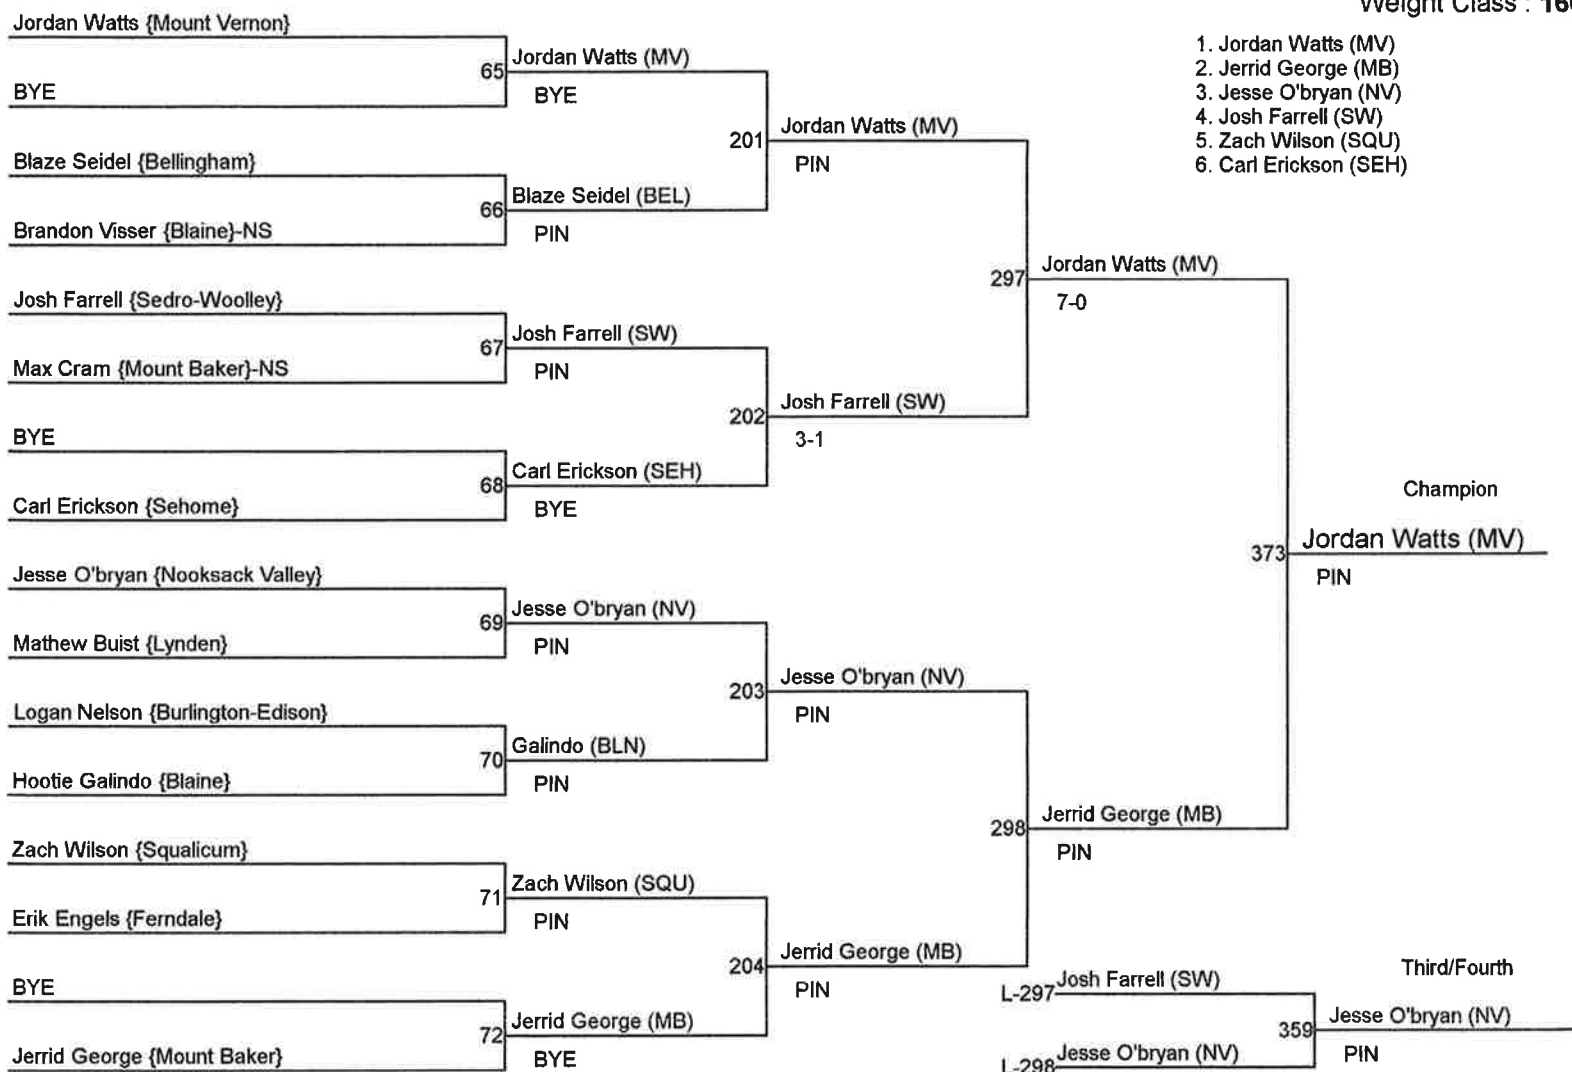 Weight Class :
1. Jordan Watts (MV)
2. Jerrid George (MB)
3. Jesse O'bryan (NV)
4. Josh Farrell (SW)
5. Zach Wilson (SQU)
6. Carl Erickson (SEH)
Jordan Watts {Mount Vernon}
BYE
Blaze Seidel {Bellingham}
Brandon Visser {Blaine}-NS
Josh Farrell {Sedro-Woolley}
Max Cram {Mount Baker}-NS
BYE
Carl Erickson {Sehome}
Jesse O'bryan {Nooksack Valley}
Mathew Buist {Lynden}
Logan Nelson {Burlington-Edison}
Hootie Galindo {Blaine}
Zach Wilson {Squalicum}
Erik Engels {Ferndale}
BYE
Jerrid George {Mount Baker}
65 Jordan Watts (MV)
BYE
66 Blaze Seidel (BEL)
PIN
67 Josh Farrell (SW)
PIN
68 Carl Erickson (SEH)
BYE
69 Jesse O'bryan (NV)
PIN
70 Galindo (BLN)
PIN
71 Zach Wilson (SQU)
PIN
72 Jerrid George (MB)
BYE
201 Jordan Watts (MV)
PIN
202 Josh Farrell (SW)
3-1
203 Jesse O'bryan (NV)
PIN
204 Jerrid George (MB)
PIN
297 Jordan Watts (MV)
7-0
298 Jerrid George (MB)
PIN
Champion
373 Jordan Watts (MV)
PIN
Third/Fourth
L-297 Josh Farrell (SW)
L-298 Jesse O'bryan (NV)
359 Jesse O'bryan (NV)
PIN